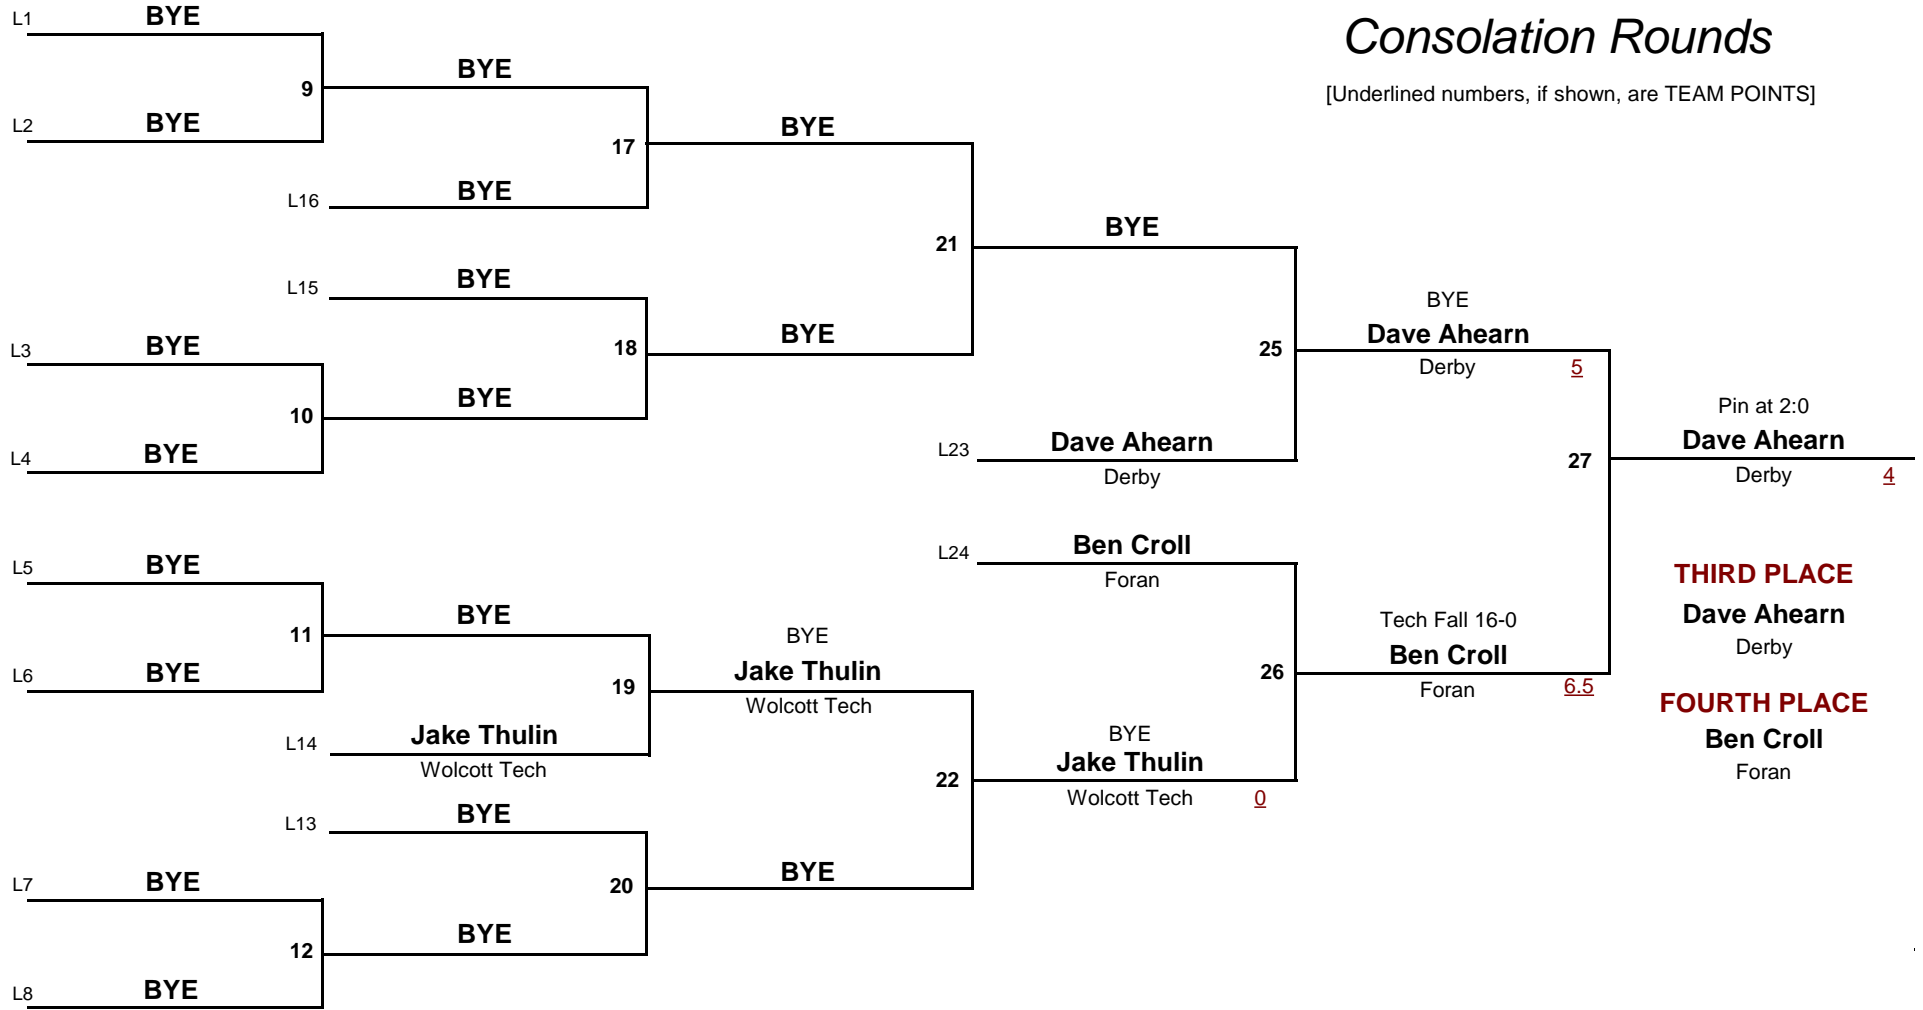 Consolation Rounds
[Underlined numbers, if shown, are TEAM POINTS]
L1 BYE
9
L2 BYE
BYE
17
L16 BYE
BYE
L15 BYE
18
L3 BYE
10
L4 BYE
BYE
BYE
21
BYE
25
L23 Dave Ahearn
Derby
BYE
Dave Ahearn
Derby 5
27
Pin at 2:0
Dave Ahearn
Derby 4
L5 BYE
11
L6 BYE
BYE
19
L14 Jake Thulin
Wolcott Tech
BYE
Jake Thulin
Wolcott Tech
22
L13 BYE
20
L7 BYE
12
L8 BYE
BYE
BYE
L24 Ben Croll
Foran
26
BYE
Jake Thulin
Wolcott Tech 0
Tech Fall 16-0
Ben Croll
Foran 6.5
THIRD PLACE
Dave Ahearn
Derby
FOURTH PLACE
Ben Croll
Foran